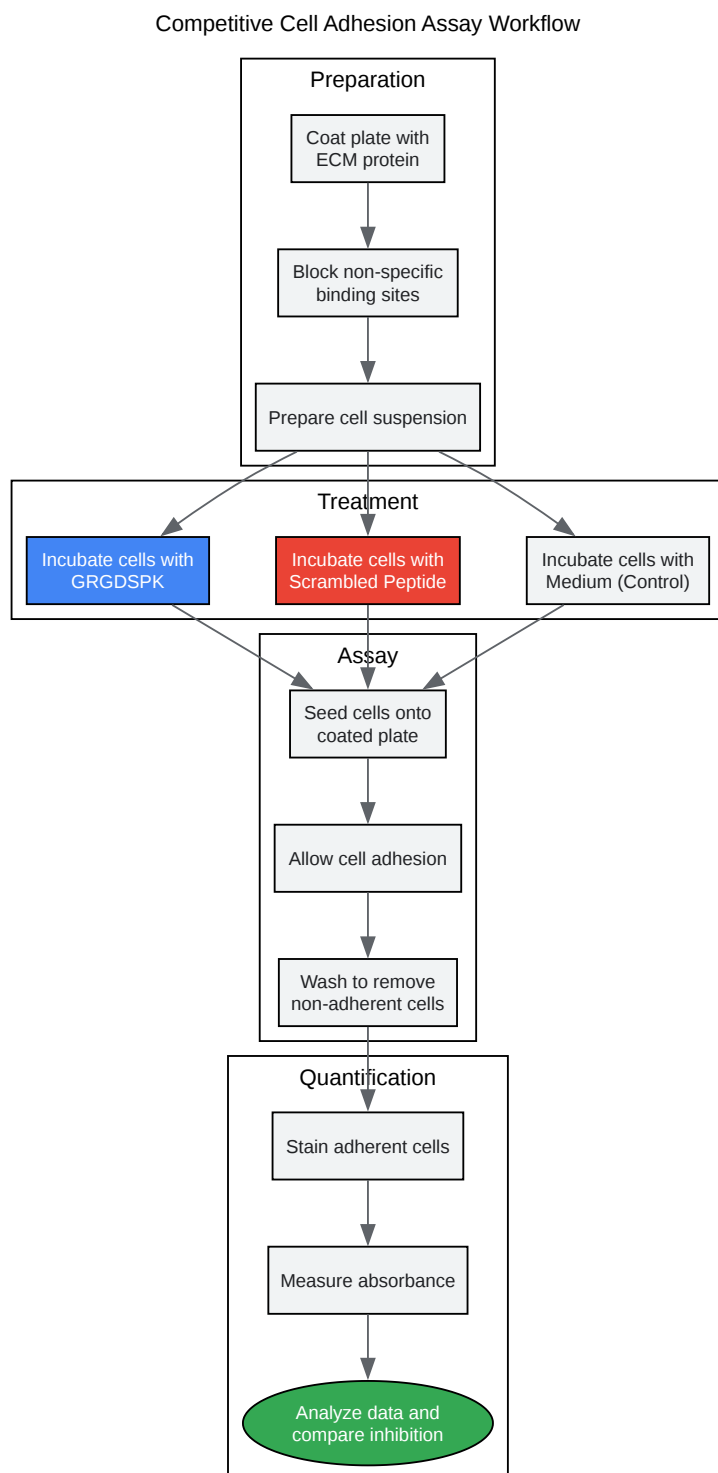 Competitive Cell Adhesion Assay Workflow
Preparation
Coat plate with
ECM protein
Block non-specific
binding sites
Prepare cell suspension
Treatment
Incubate cells with
GRGDSPK
Incubate cells with
Scrambled Peptide
Incubate cells with
Medium (Control)
Assay
Seed cells onto
coated plate
Allow cell adhesion
Wash to remove
non-adherent cells
Quantification
Stain adherent cells
Measure absorbance
Analyze data and
compare inhibition